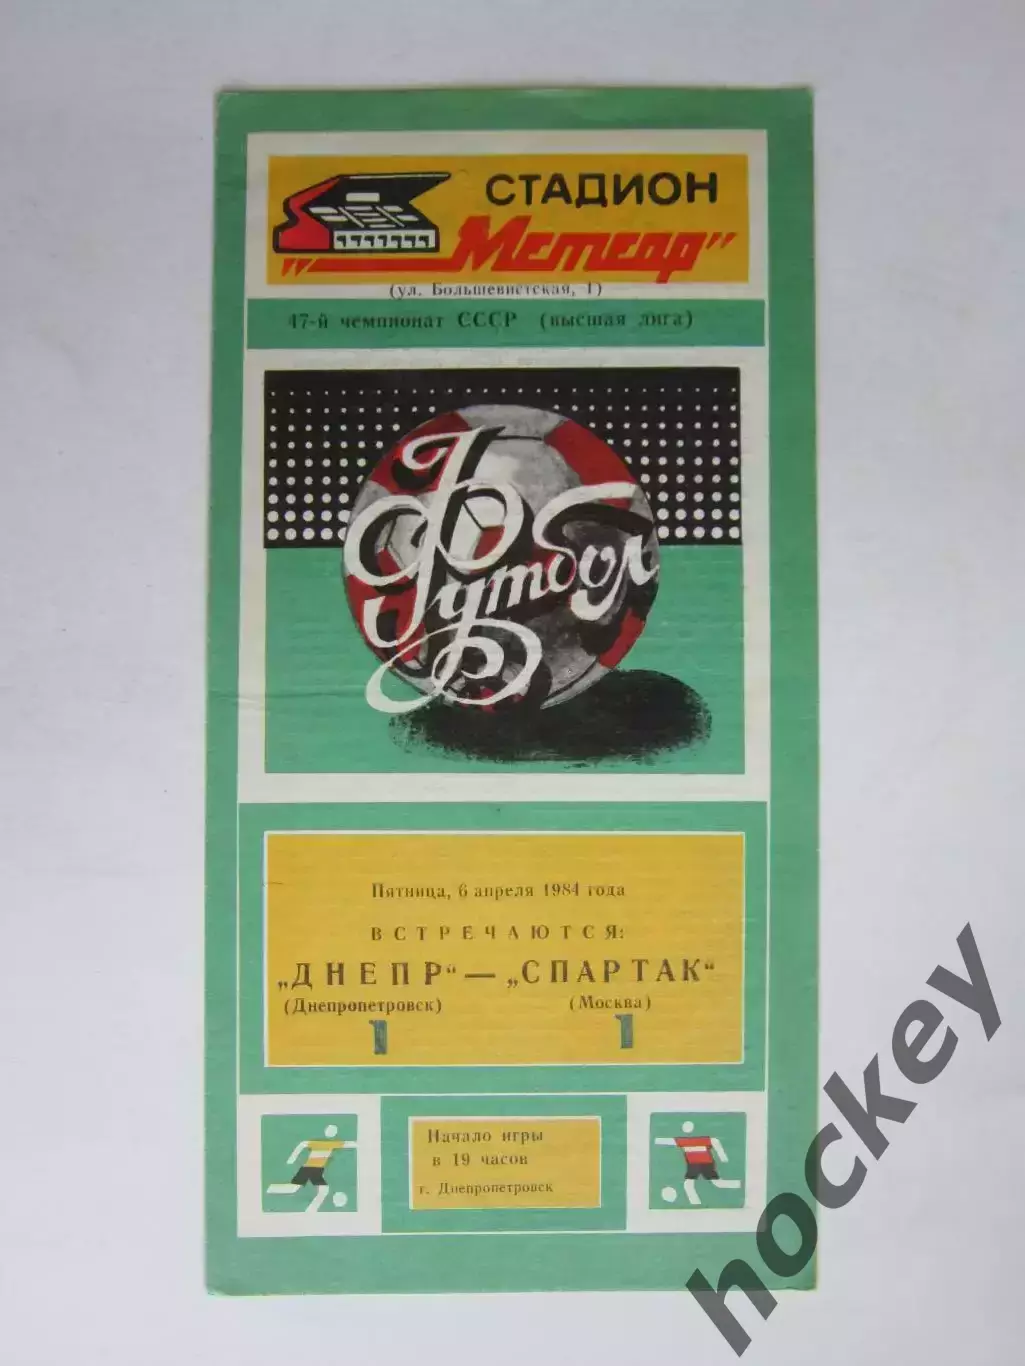 СТАДИОН
„Метеор”
(ул. Большевистская, 1)
47-й чемпионат СССР (высшая лига)
Футбол
Пятница, 6 апреля 1984 года
ВСТРЕЧАЮТСЯ:
„ДНЕПР“ — „СПАРТАК“
(Днепропетровск) (Москва)
1 1
Начало игры
в 19 часов
г. Днепропетровск
hockey